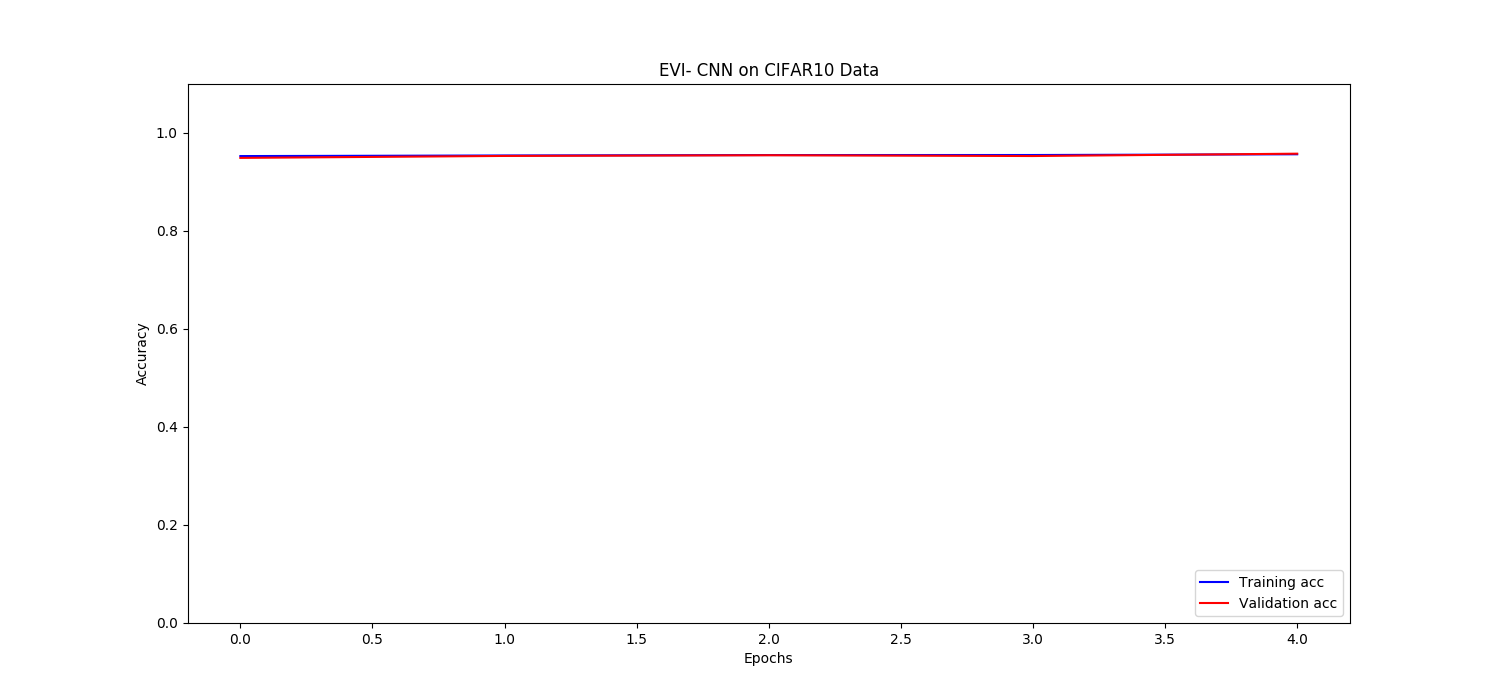 EVI- CNN on CIFAR10 Data
1.0
0.8
0.6
0.4
0.2
0.0
Accuracy
0.0 0.5 1.0 1.5 2.0 2.5 3.0 3.5 4.0
Epochs
Training acc
Validation acc